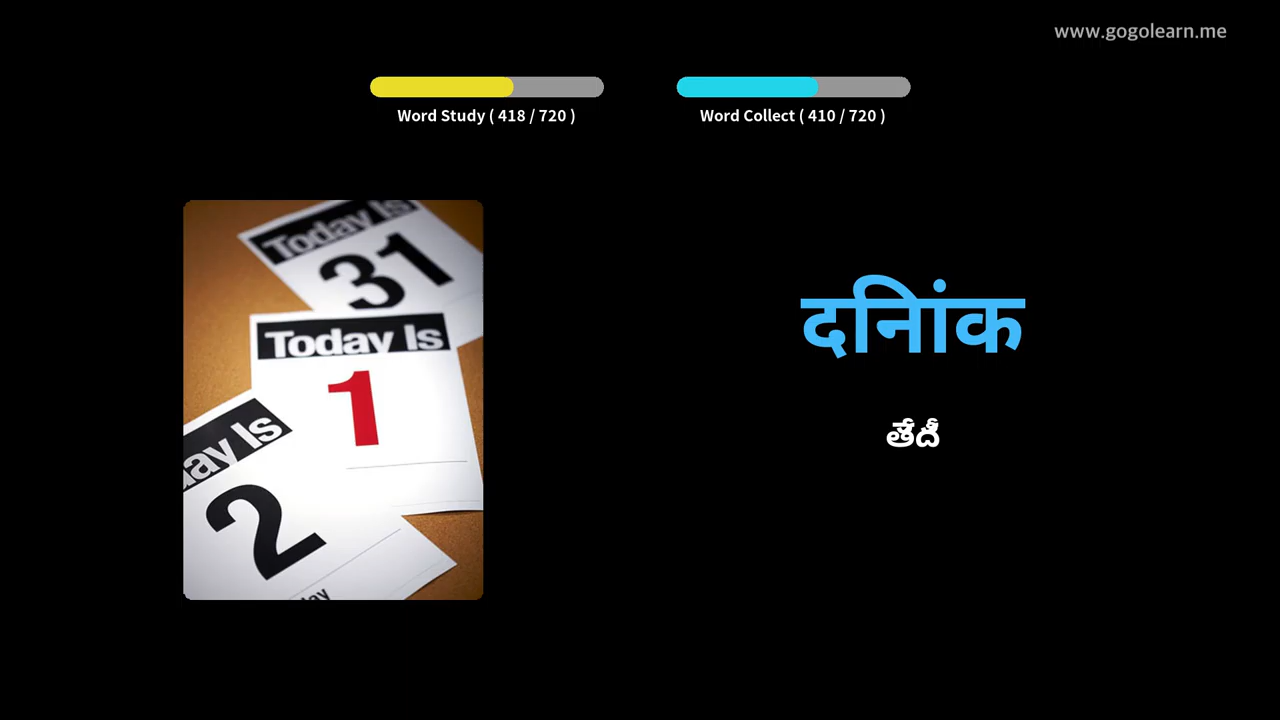 www.gogolearn.me
Word Study ( 418 / 720 )
Word Collect ( 410 / 720 )
Today Is
31
Today Is
1
ay Is
2
दनिांक
తేదీ